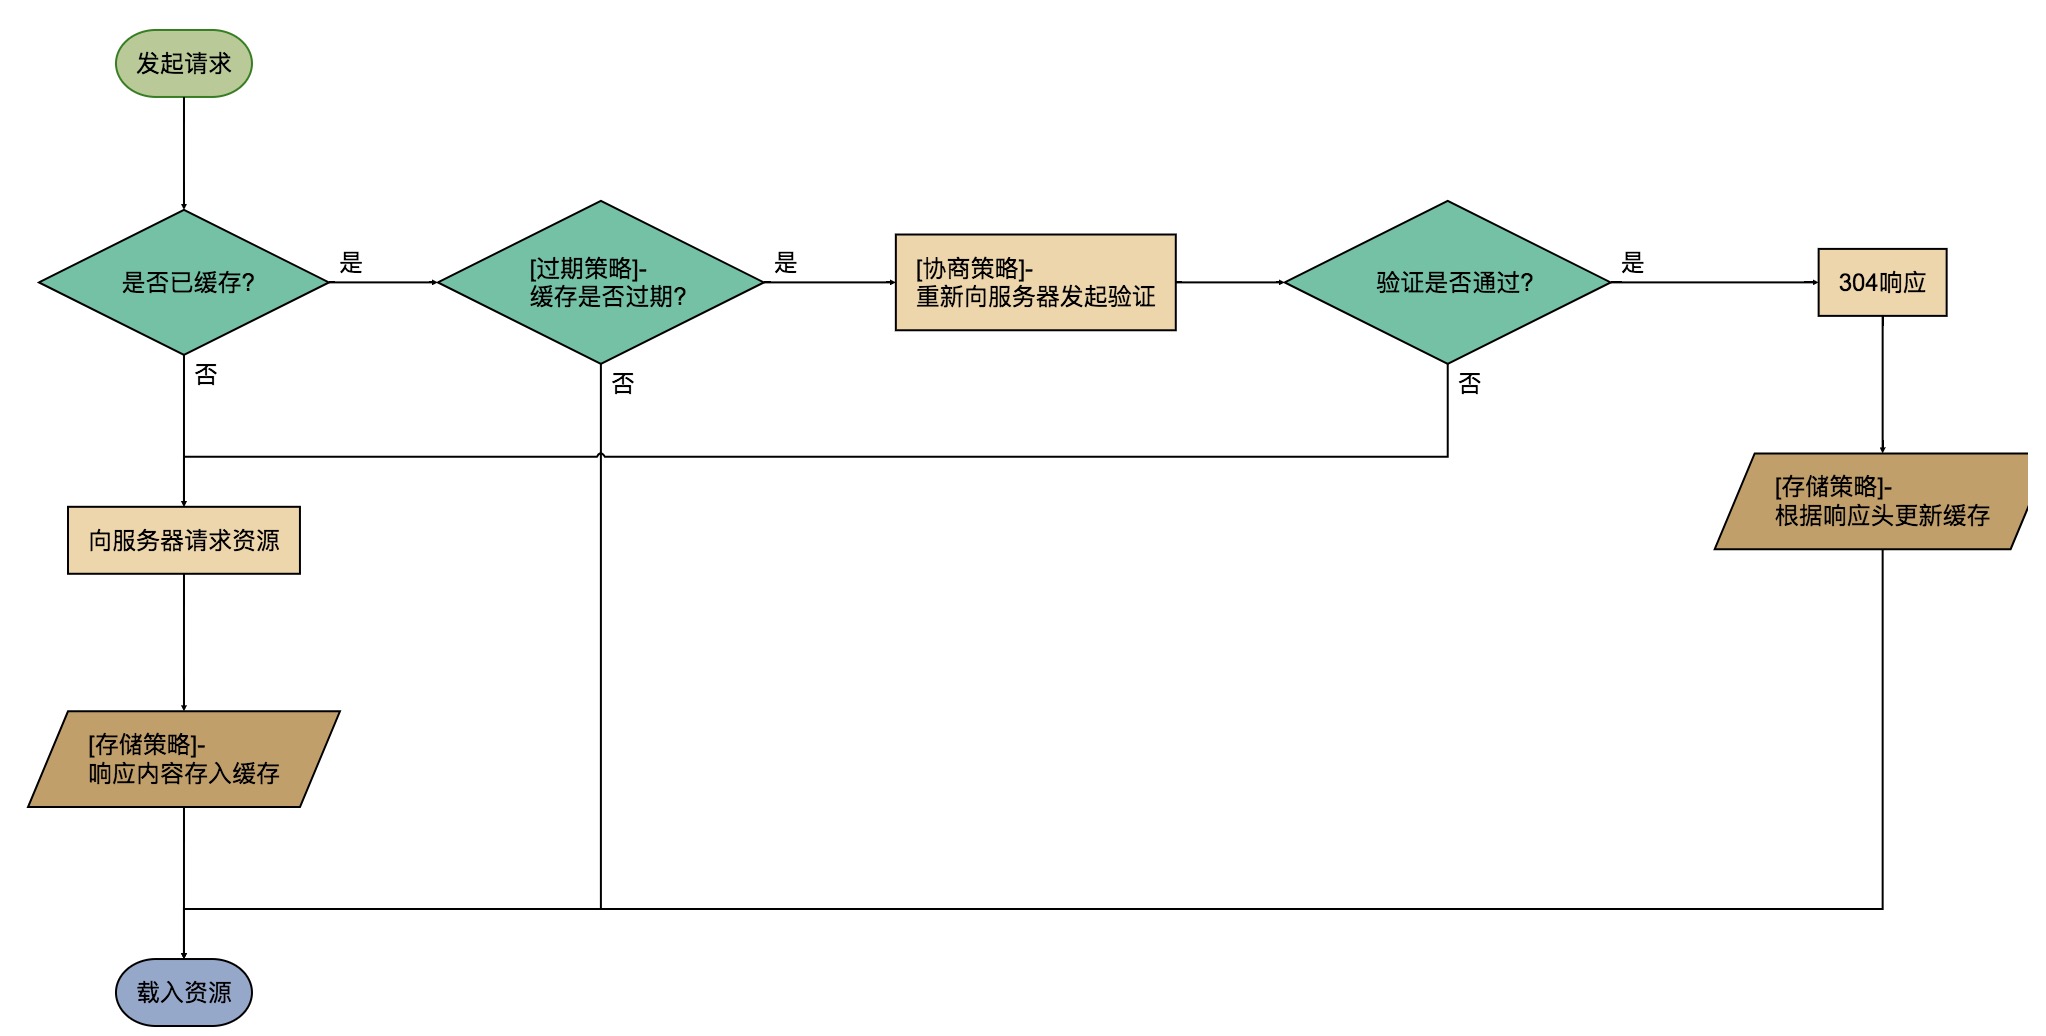 发起请求
是否已缓存?
是
否
[过期策略]-
缓存是否过期?
是
否
[协商策略]-
重新向服务器发起验证
验证是否通过?
是
否
304响应
[存储策略]-
根据响应头更新缓存
向服务器请求资源
[存储策略]-
响应内容存入缓存
载入资源